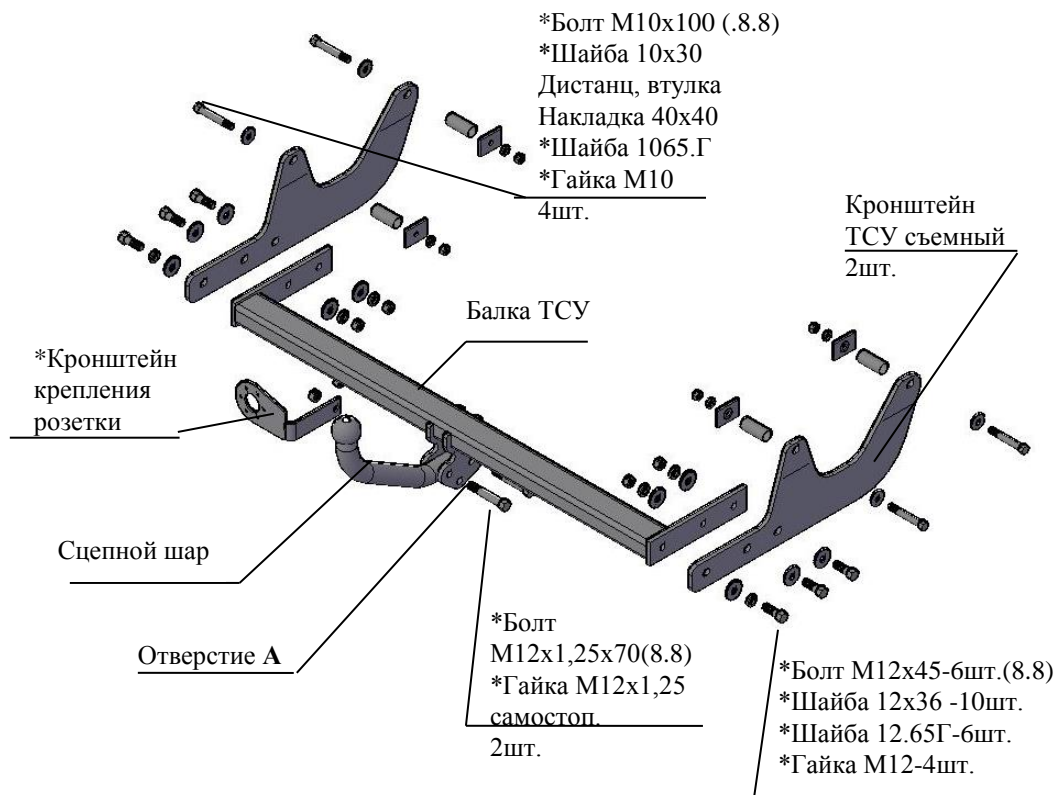 *Болт М10х100 (.8.8)
*Шайба 10х30
Дистанц, втулка
Накладка 40х40
*Шайба 1065.Г
*Гайка М10
4шт.
Кронштейн
ТСУ съемный
2шт.
Балка ТСУ
*Кронштейн
крепления
розетки
Сцепной шар
Отверстие А
*Болт
М12х1,25х70(8.8)
*Гайка М12х1,25
самостоп.
2шт.
*Болт М12х45-6шт.(8.8)
*Шайба 12х36 -10шт.
*Шайба 12.65Г-6шт.
*Гайка М12-4шт.